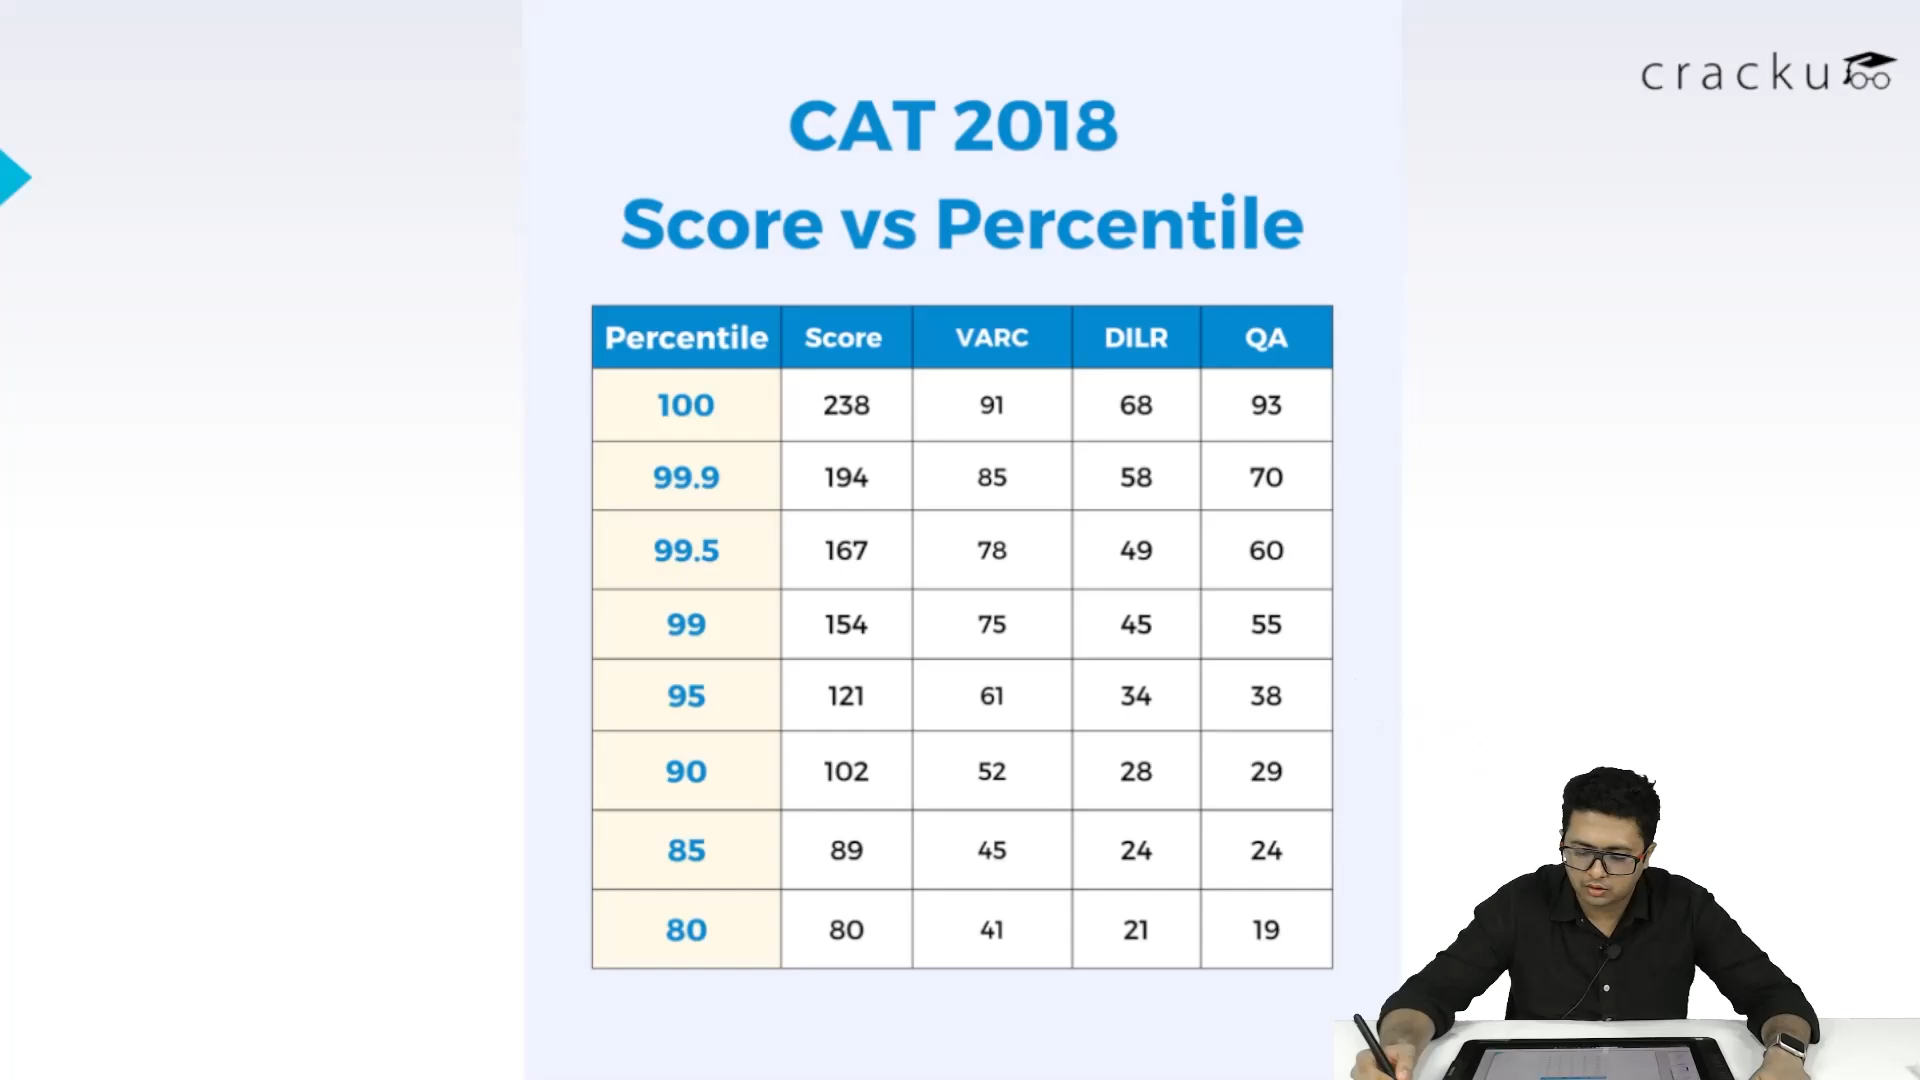 cracku
CAT 2018
Score vs Percentile
Percentile Score VARC DILR QA
100 238 91 68 93
99.9 194 85 58 70
99.5 167 78 49 60
99 154 75 45 55
95 121 61 34 38
90 102 52 28 29
85 89 45 24 24
80 80 41 21 19